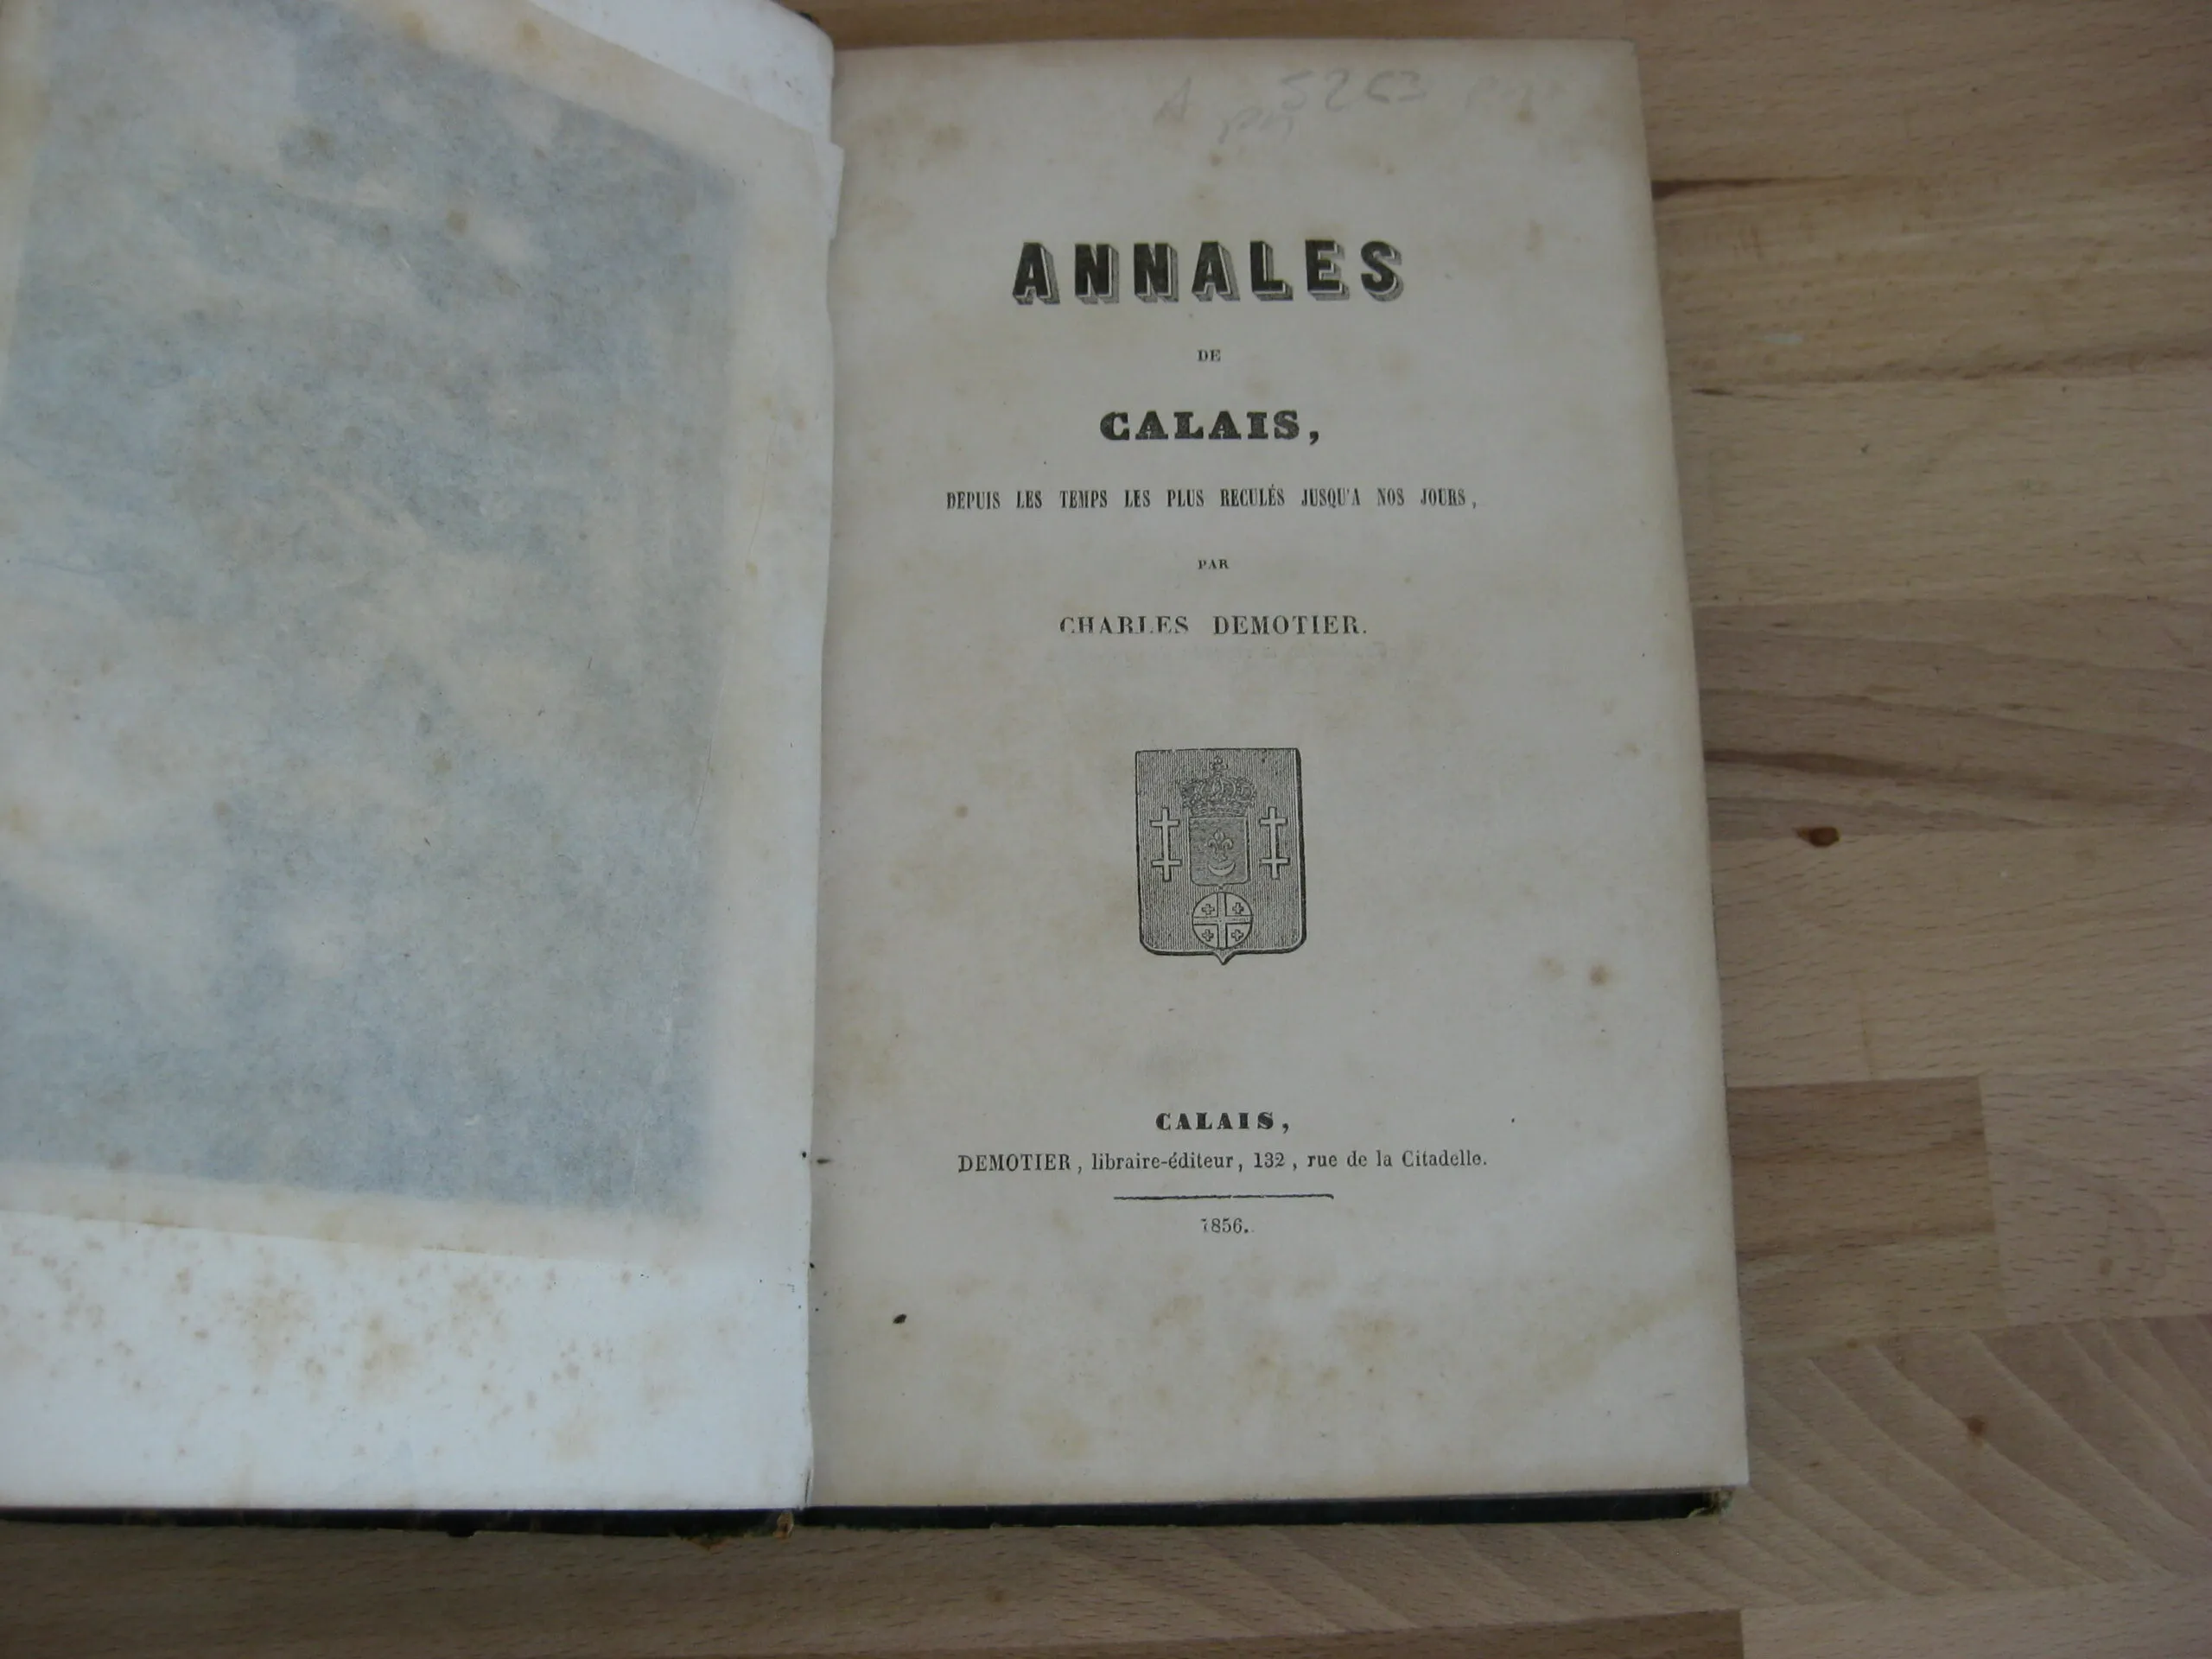 A 5263
ANNALES
DE
CALAIS,
DEPUIS LES TEMPS LES PLUS RECULÉS JUSQU'A NOS JOURS,
PAR
CHARLES DEMOTIER.
CALAIS,
DEMOTIER, libraire-éditeur, 132, rue de la Citadelle.
1856.